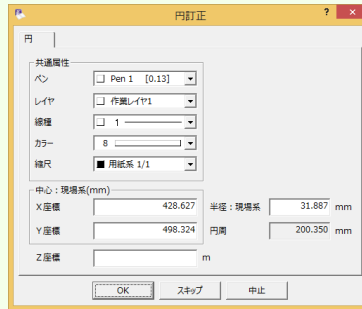 円訂正
円
共通属性
ペン Pen 1 [0.13]
レイヤ 作業レイヤ1
線種 1
カラー 8
縮尺 用紙系 1/1
中心：現場系(mm)
X座標 428.627 半径：現場系 31.887 mm
Y座標 498.324 円周 200.350 mm
Z座標 m
OK スキップ 中止